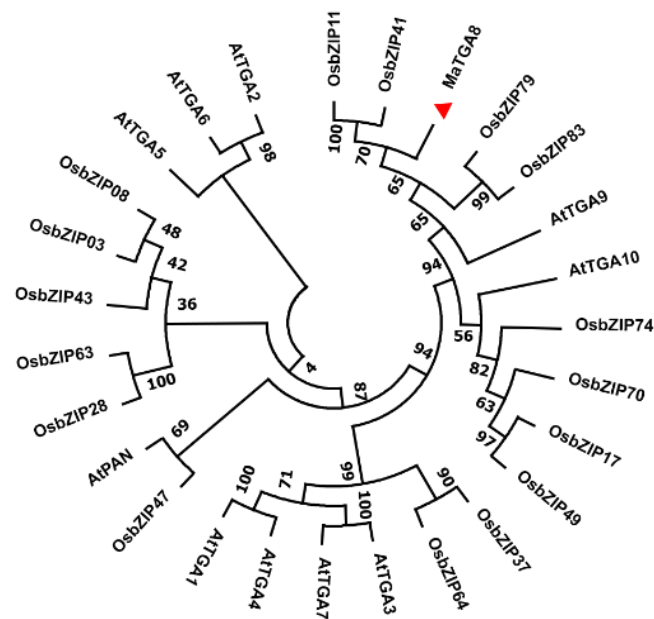 OsbZIP11
OsbZIP41
MaTGA8
OsbZIP79
OsbZIP83
AtTGA9
AtTGA10
OsbZIP74
OsbZIP70
OsbZIP17
OsbZIP49
OsbZIP37
OsbZIP64
AtTGA3
AtTGA7
AtTGA4
AtTGA1
OsbZIP47
AtPAN
OsbZIP28
OsbZIP63
OsbZIP43
OsbZIP03
OsbZIP08
AtTGA5
AtTGA6
AtTGA2
100
70
65
99
65
94
56
82
63
97
94
90
99
100
71
100
69
87
4
36
100
42
48
98